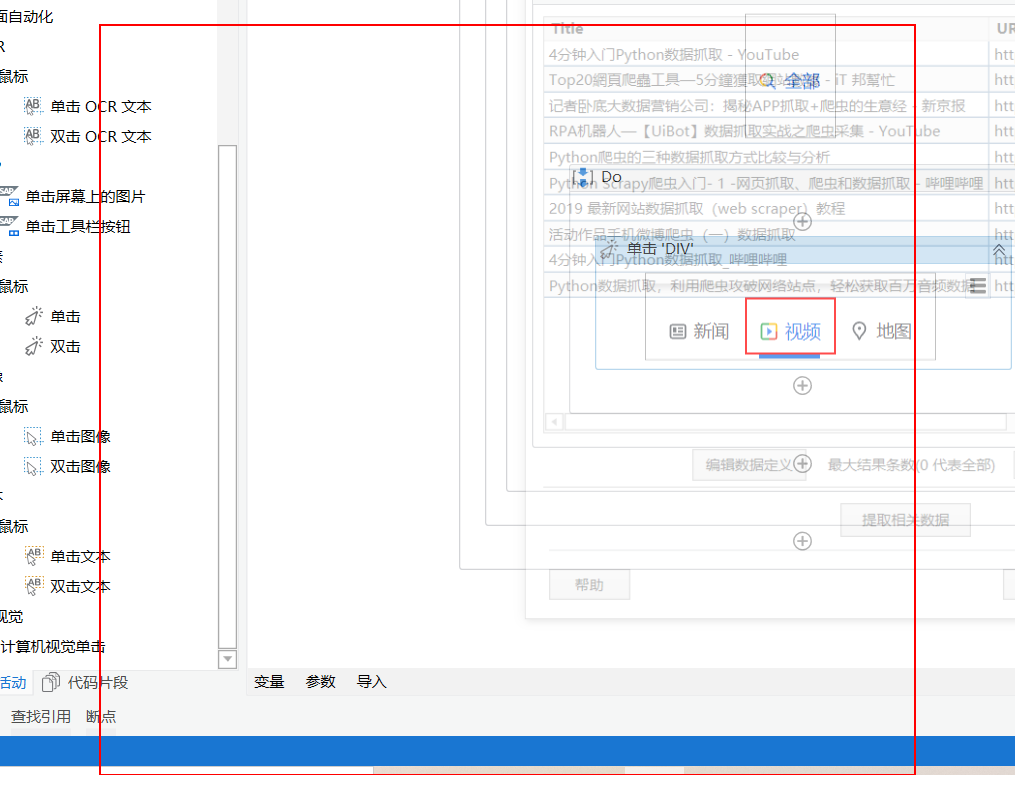 面自动化
R
鼠标
单击 OCR 文本
双击 OCR 文本
单击屏幕上的图片
单击工具栏按钮
鼠标
单击
双击
鼠标
单击图像
双击图像
鼠标
单击文本
双击文本
视觉
计算机视觉单击
活动
代码片段
查找引用
断点
Title
UR
4分钟入门Python数据抓取 - YouTube
htt
Top20網頁爬蟲工具—5分鐘獲取網站 - iT 邦幫忙
htt
全部
记者卧底大数据营销公司：揭秘APP抓取+爬虫的生意经 - 新京报
htt
RPA机器人—【UiBot】数据抓取实战之爬虫采集 - YouTube
htt
Python爬虫的三种数据抓取方式比较与分析
htt
Do
Python Scrapy爬虫入门- 1 -网页抓取、爬虫和数据抓取 - 哔哩哔哩
htt
2019 最新网站数据抓取（web scraper）教程
htt
活动作品手机微博爬虫（一）数据抓取
htt
单击 'DIV'
4分钟入门Python数据抓取_哔哩哔哩
htt
Python数据抓取，利用爬虫攻破网络站点，轻松获取百万音频数据
htt
新闻
视频
地图
编辑数据定义
最大结果条数(0 代表全部)
提取相关数据
帮助
变量
参数
导入